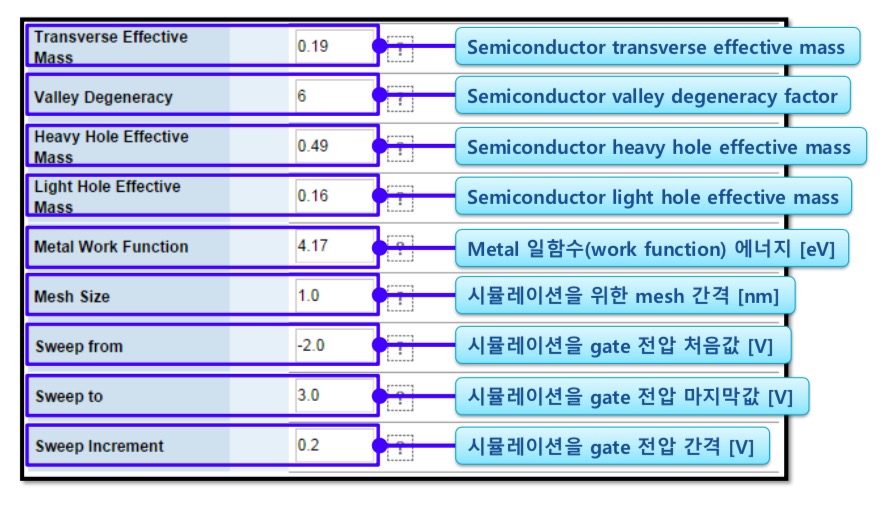 Transverse Effective
Mass
0.19
?
Semiconductor transverse effective mass
Valley Degeneracy
6
?
Semiconductor valley degeneracy factor
Heavy Hole Effective
Mass
0.49
?
Semiconductor heavy hole effective mass
Light Hole Effective
Mass
0.16
?
Semiconductor light hole effective mass
Metal Work Function
4.17
?
Metal 일함수(work function) 에너지 [eV]
Mesh Size
1.0
?
시뮬레이션을 위한 mesh 간격 [nm]
Sweep from
-2.0
?
시뮬레이션을 gate 전압 처음값 [V]
Sweep to
3.0
?
시뮬레이션을 gate 전압 마지막값 [V]
Sweep Increment
0.2
?
시뮬레이션을 gate 전압 간격 [V]